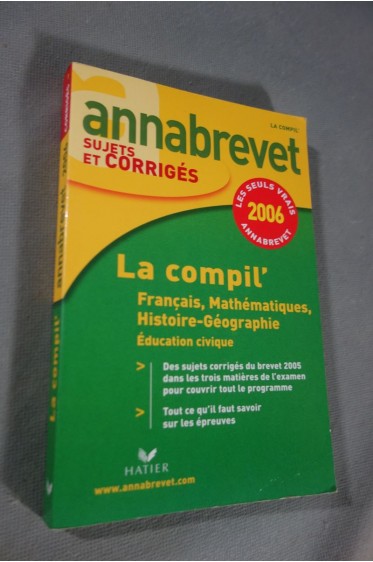 LA COMPIL'
annabrevet
SUJETS
ET CORRIGÉS
LES SEULS VRAIS
2006
ANNABREVET
La compil'
Français, Mathématiques,
Histoire-Géographie
Éducation civique
> Des sujets corrigés du brevet 2005
dans les trois matières de l'examen
pour couvrir tout le programme
> Tout ce qu'il faut savoir
sur les épreuves
HATIER
www.annabrevet.com
CORRIGÉS
2006
annabrevet
La compil'